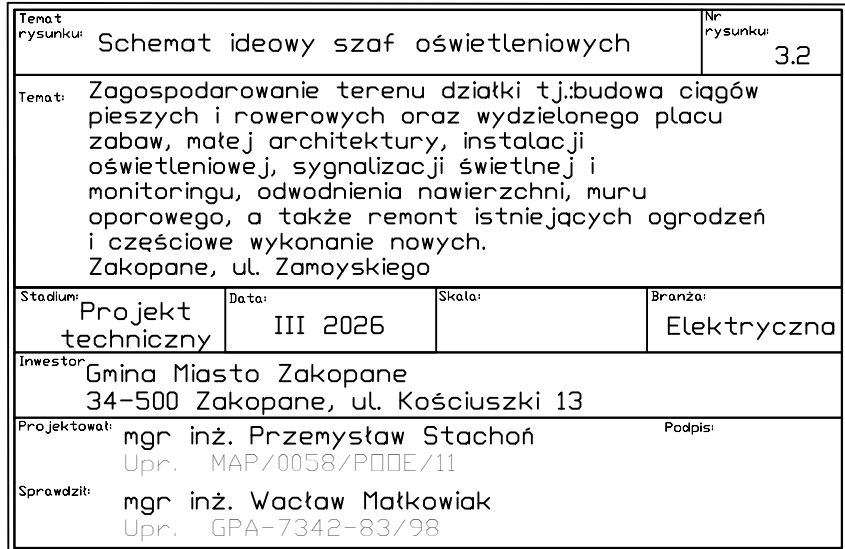 Temat
rysunku: Schemat ideowy szaf oświetleniowych
Nr
rysunku: 3.2
Temat: Zagospodarowanie terenu działki tj.:budowa ciągów
pieszych i rowerowych oraz wydzielonego placu
zabaw, małej architektury, instalacji
oświetleniowej, sygnalizacji świetlnej i
monitoringu, odwodnienia nawierzchni, muru
oporowego, a także remont istniejących ogrodzeń
i częściowe wykonanie nowych.
Zakopane, ul. Zamoyskiego
Stadium: Projekt
techniczny
Data: III 2026
Skala:
Branża: Elektryczna
Inwestor Gmina Miasto Zakopane
34-500 Zakopane, ul. Kościuszki 13
Projektował: mgr inż. Przemysław Stachoń
Upr. MAP/0058/P□□E/11
Podpis:
Sprawdził: mgr inż. Wacław Małkowiak
Upr. GPA-7342-83/98